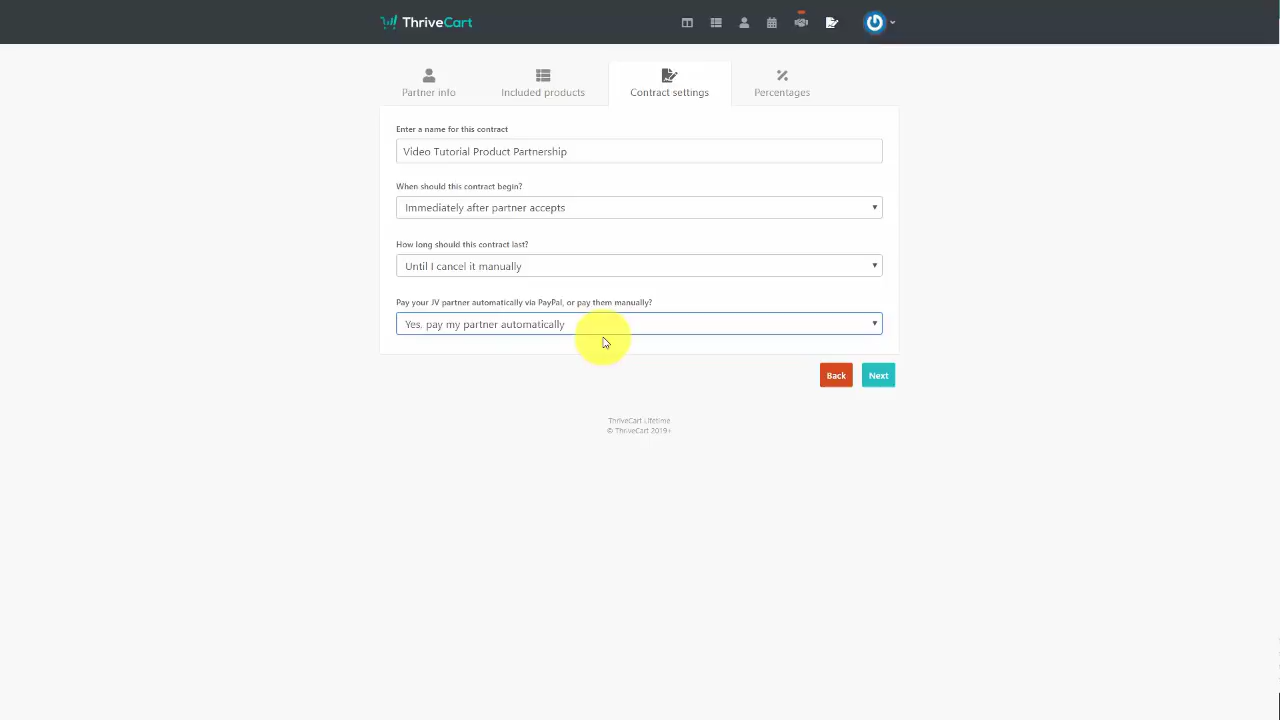 ThriveCart
Partner info
Included products
Contract settings
Percentages
Enter a name for this contract
Video Tutorial Product Partnership
When should this contract begin?
Immediately after partner accepts
How long should this contract last?
Until I cancel it manually
Pay your JV partner automatically via PayPal, or pay them manually?
Yes, pay my partner automatically
Back
Next
ThriveCart Lifetime
© ThriveCart 2019+